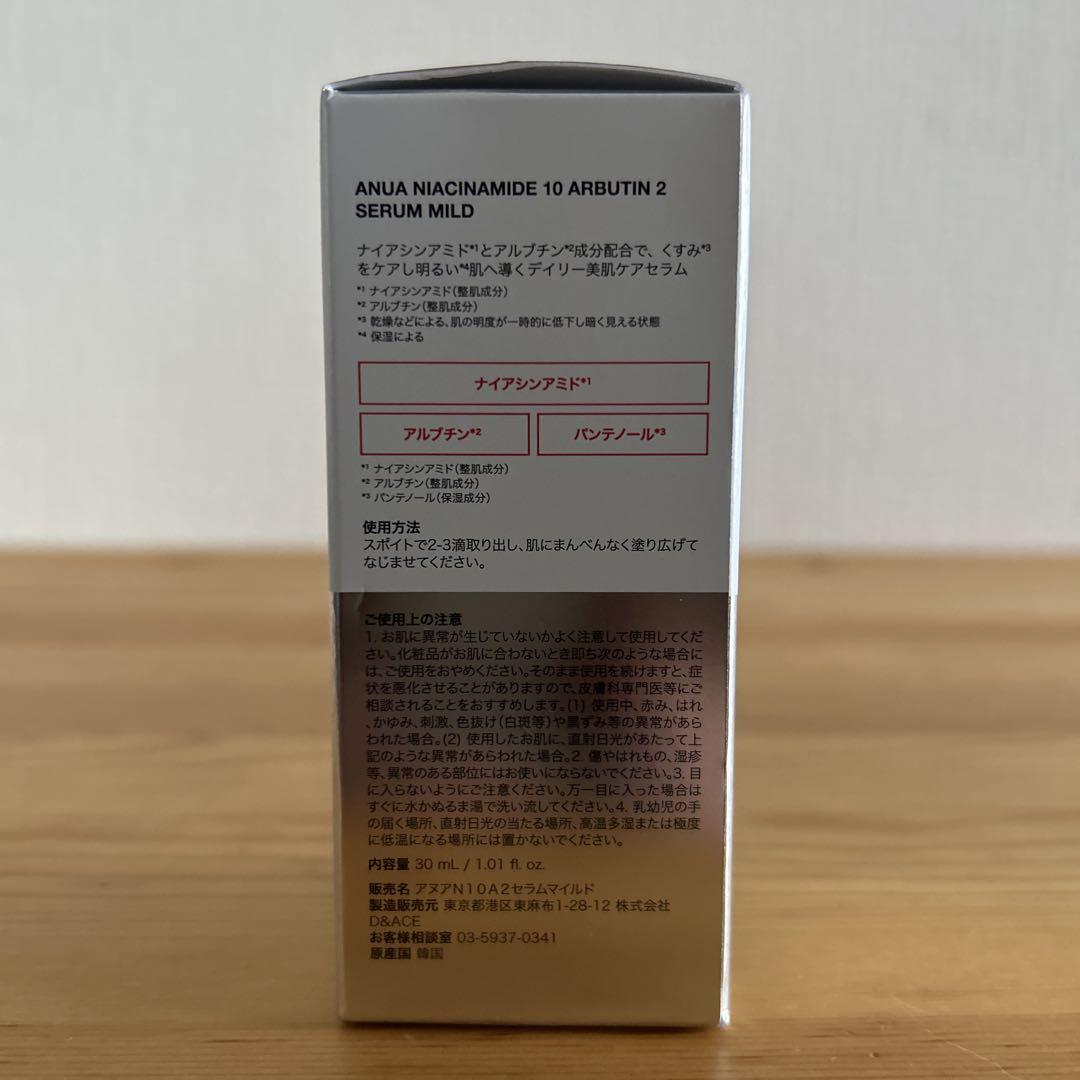 ANUA NIACINAMIDE 10 ARBUTIN 2
SERUM MILD
ナイアシンアミド*1とアルブチン*2成分配合で、くすみ*3
をケアし明るい*4肌へ導くデイリー美肌ケアセラム
*1 ナイアシンアミド(整肌成分)
*2 アルブチン(整肌成分)
*3 乾燥などによる、肌の明度が一時的に低下し暗く見える状態
*4 保湿による
ナイアシンアミド*1
アルブチン*2
パンテノール*3
*1 ナイアシンアミド(整肌成分)
*2 アルブチン(整肌成分)
*3 パンテノール(保湿成分)
使用方法
スポイトで2-3滴取り出し、肌にまんべんなく塗り広げて
なじませてください。
ご使用上の注意
1. お肌に異常が生じていないかよく注意して使用してくだ
さい。化粧品がお肌に合わないとき即ち次のような場合に
は、ご使用をおやめください。そのまま使用を続けますと、症
状を悪化させることがありますので、皮膚科専門医等にご
相談されることをおすすめします。(1) 使用中、赤み、はれ
、かゆみ、刺激、色抜け(白斑等)や黒ずみ等の異常があら
われた場合。(2) 使用したお肌に、直射日光があたって上
記のような異常があらわれた場合。2. 傷やはれもの、湿疹
等、異常のある部位にはお使いにならないでください。3. 目
に入らないようにご注意ください。万一目に入った場合は
すぐに水かぬるま湯で洗い流してください。4. 乳幼児の手
の届く場所、直射日光の当たる場所、高温多湿または極度
に低温になる場所には置かないでください。
内容量 30 mL / 1.01 fl. oz.
販売名 アヌアN10A2セラムマイルド
製造販売元 東京都港区東麻布1-28-12 株式会社
D&ACE
お客様相談室 03-5937-0341
原産国 韓国